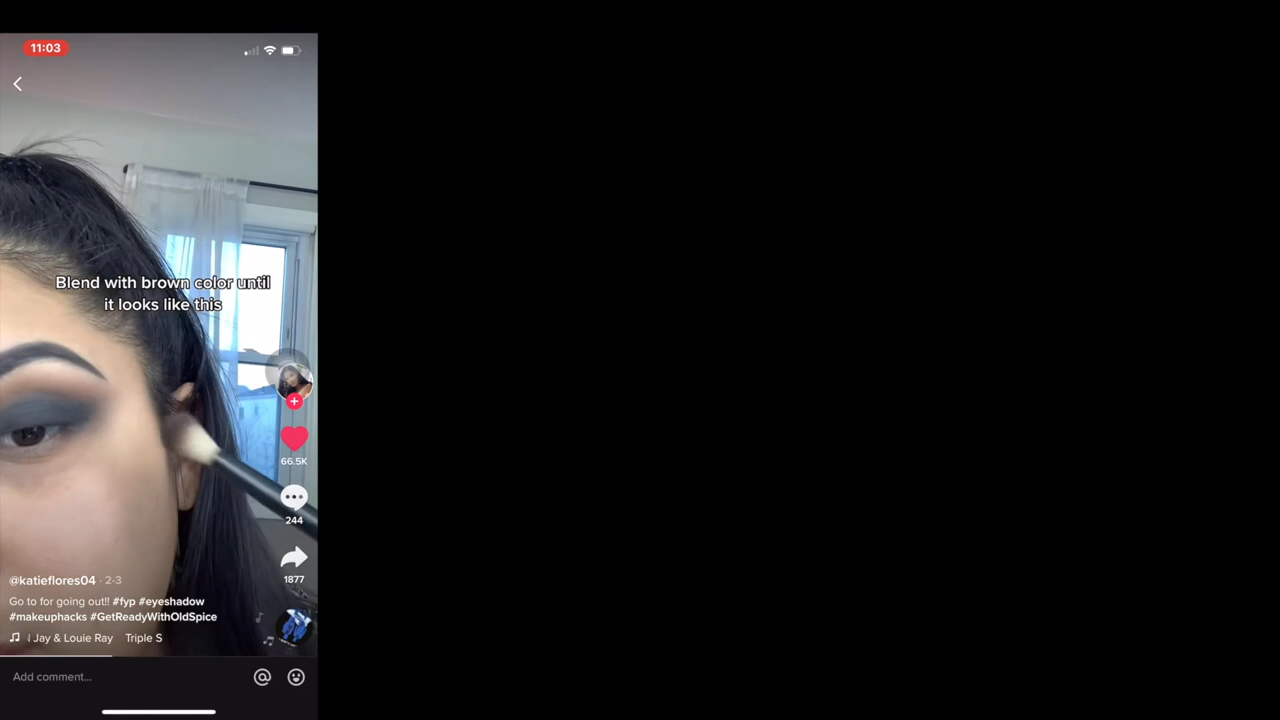 11:03
Blend with brown color until
it looks like this
66.5K
244
1877
@katieflores04 · 2-3
Go to for going out!! #fyp #eyeshadow
#makeuphacks #GetReadyWithOldSpice
l Jay & Louie Ray Triple S
Add comment...